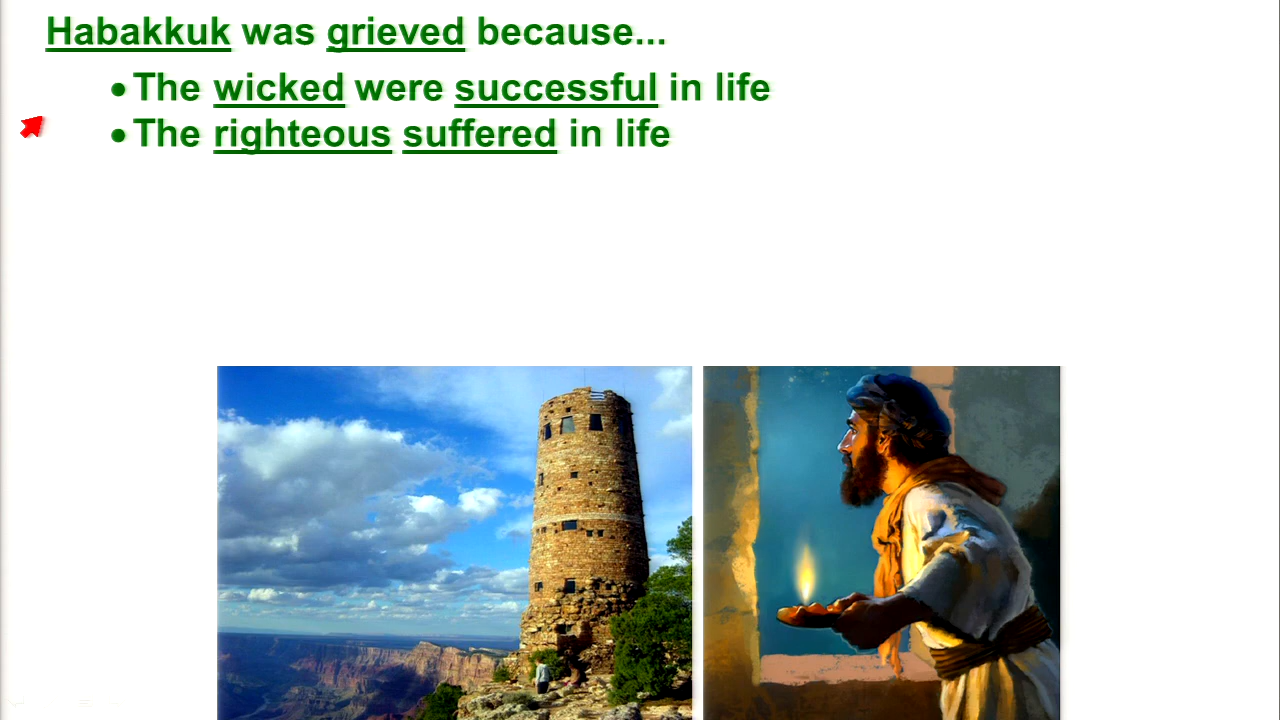 Habakkuk was grieved because...
• The wicked were successful in life
• The righteous suffered in life